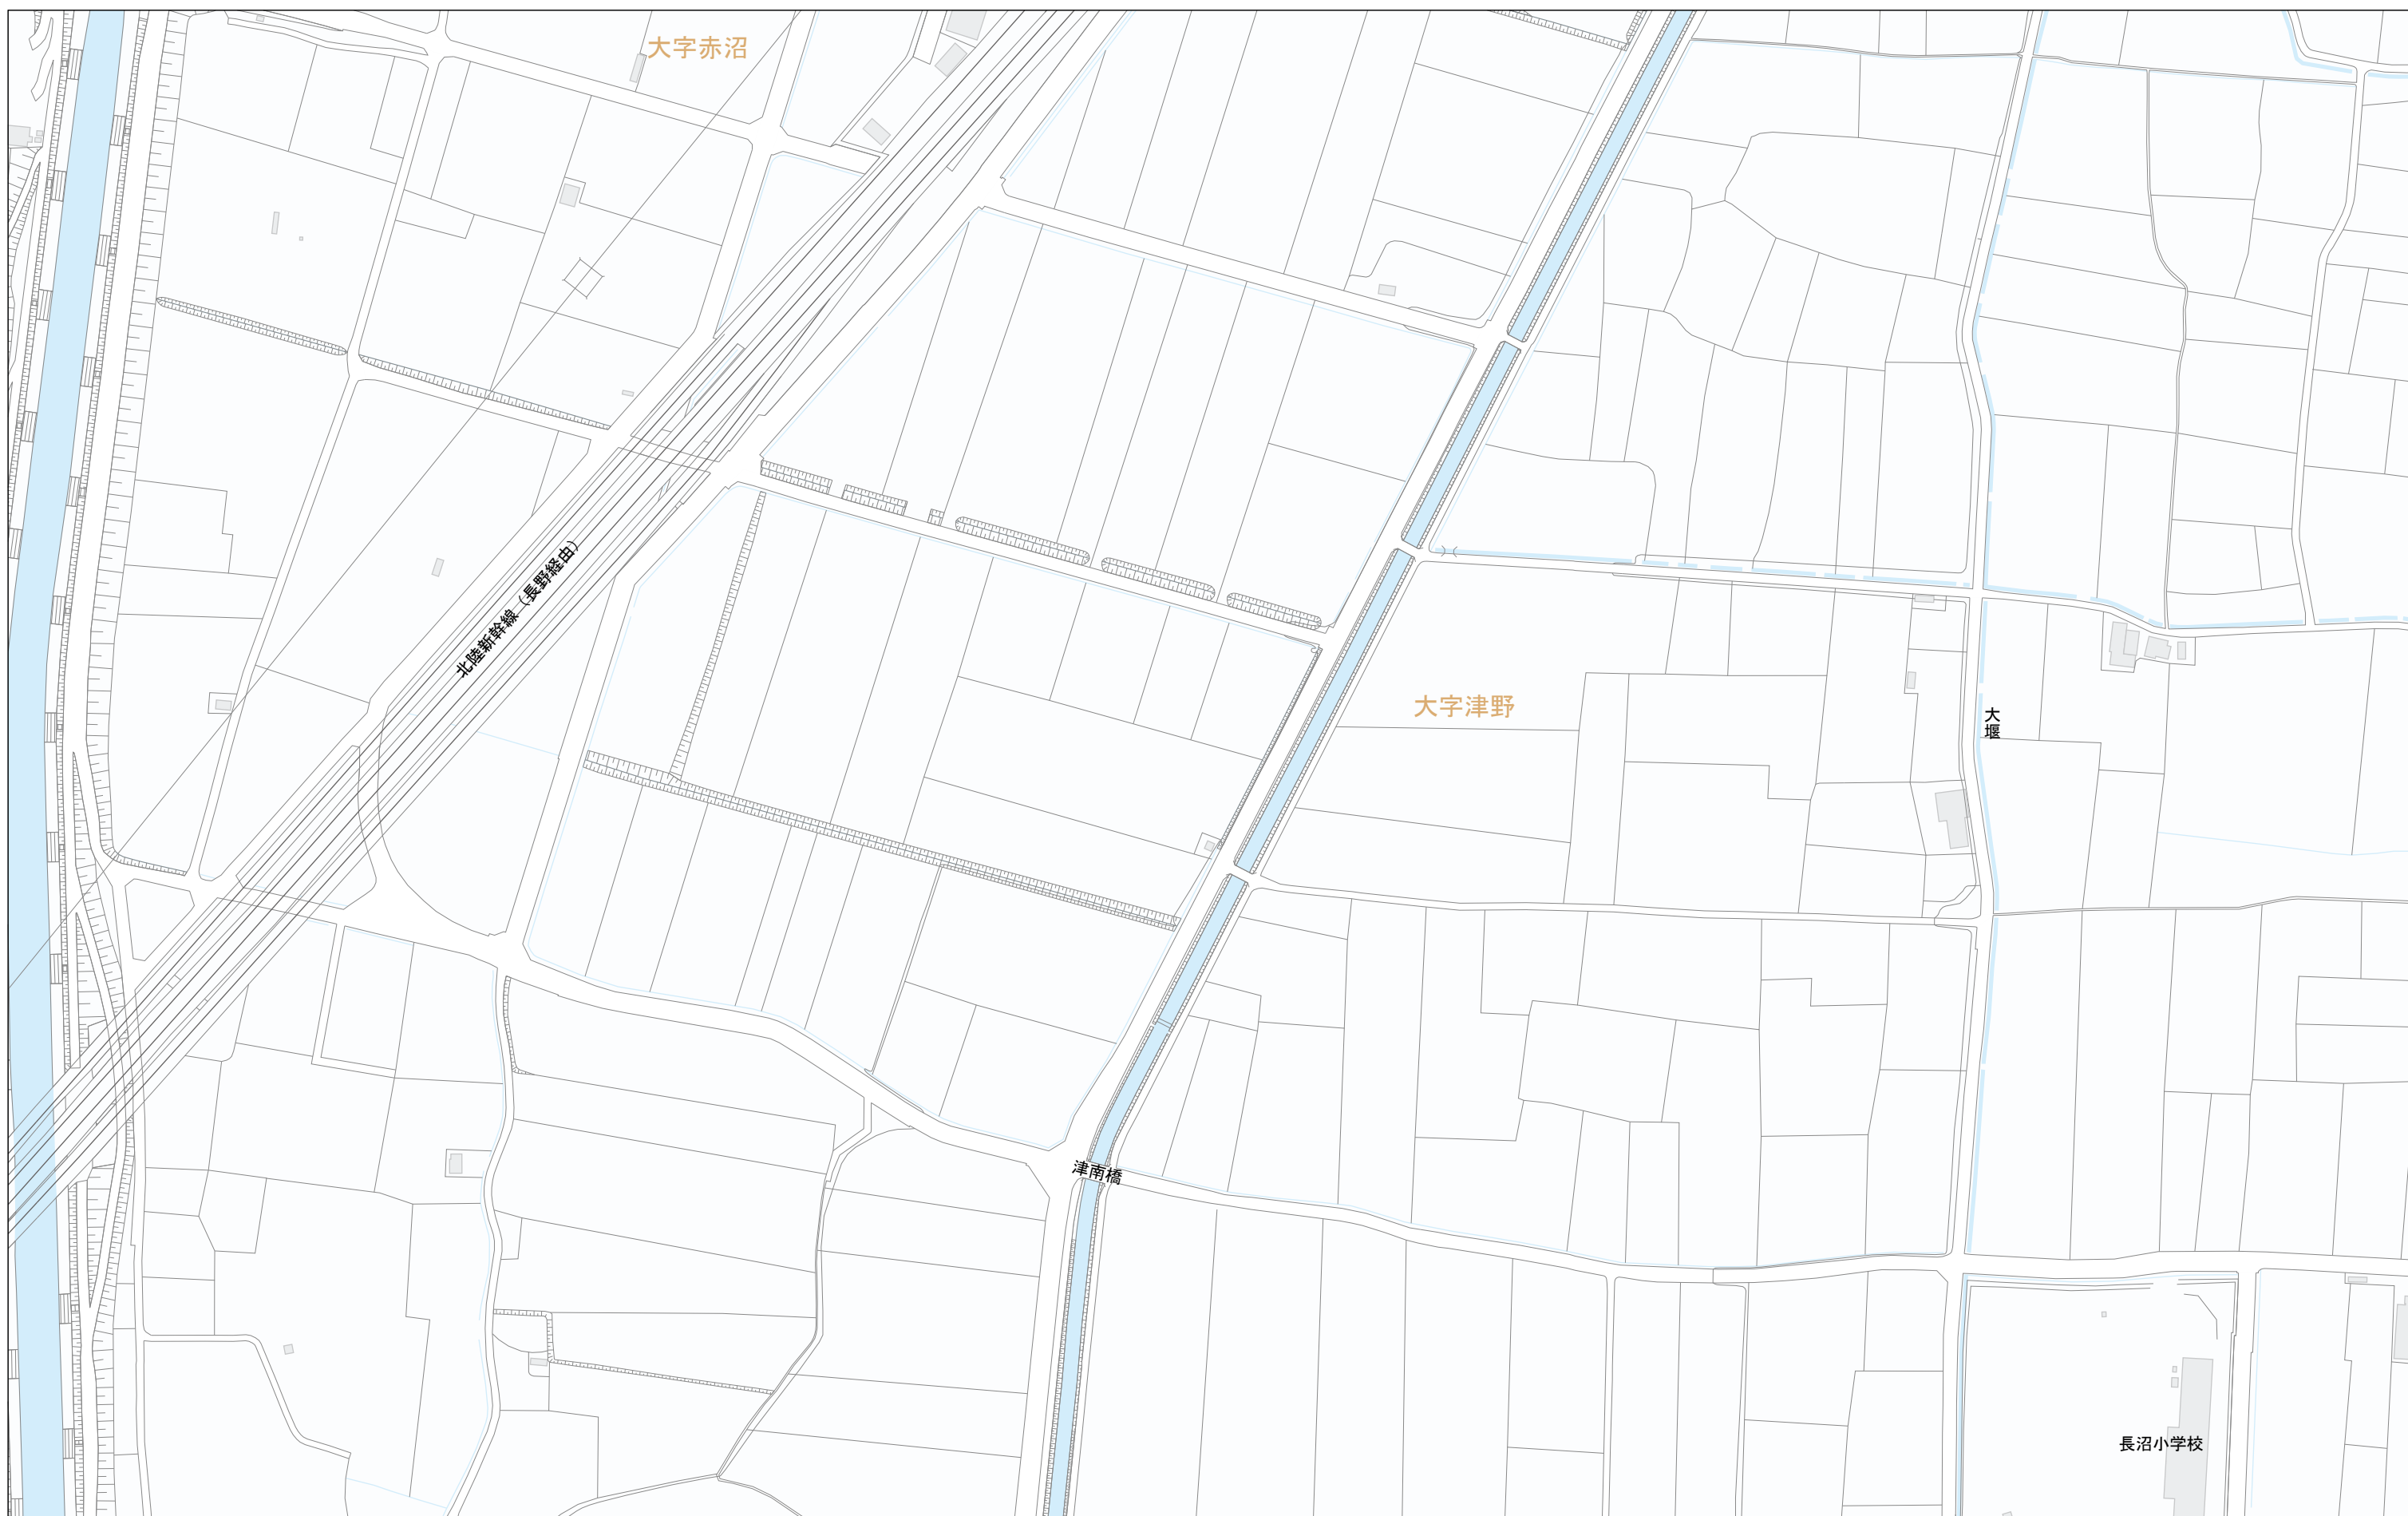 大字赤沼
北陸新幹線（長野経由）
大字津野
大堰
津南橋
長沼小学校